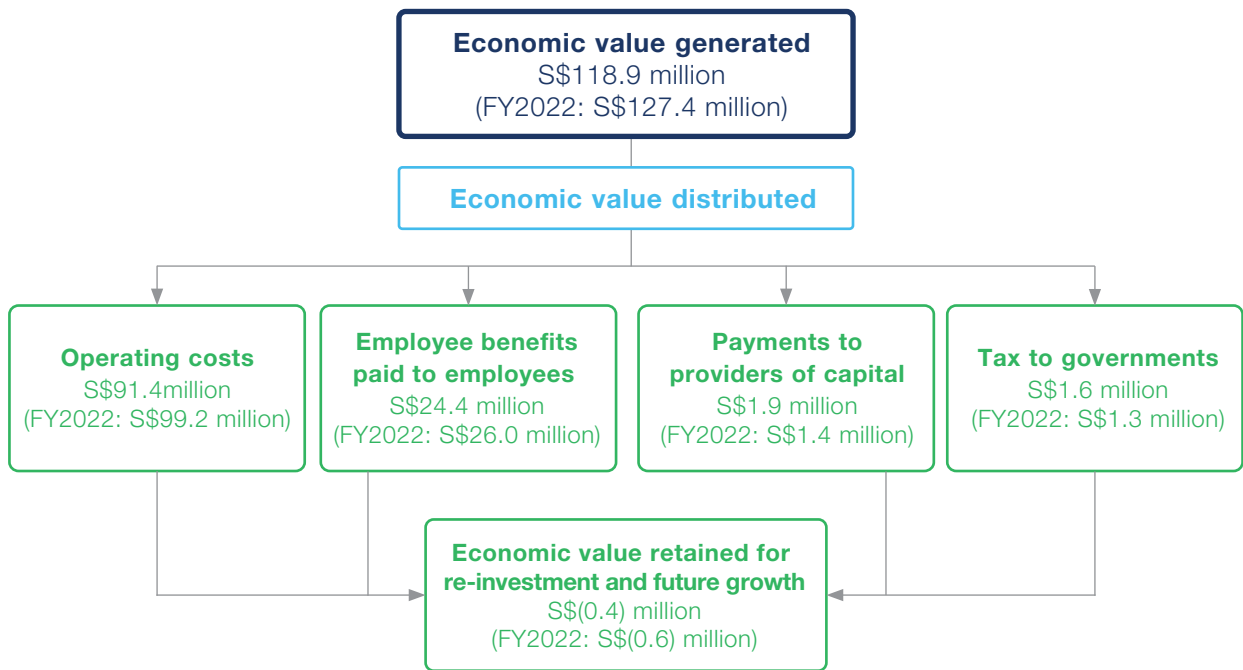 Economic value generated
S$118.9 million
(FY2022: S$127.4 million)
Economic value distributed
Operating costs
S$91.4million
(FY2022: S$99.2 million)
Employee benefits
paid to employees
S$24.4 million
(FY2022: S$26.0 million)
Payments to
providers of capital
S$1.9 million
(FY2022: S$1.4 million)
Tax to governments
S$1.6 million
(FY2022: S$1.3 million)
Economic value retained for
re-investment and future growth
S$(0.4) million
(FY2022: S$(0.6) million)